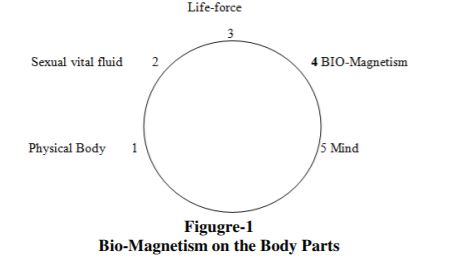 Life-force
3
Sexual vital fluid 2 4 BIO-Magnetism
Physical Body 1 5 Mind
Figugre-1
Bio-Magnetism on the Body Parts